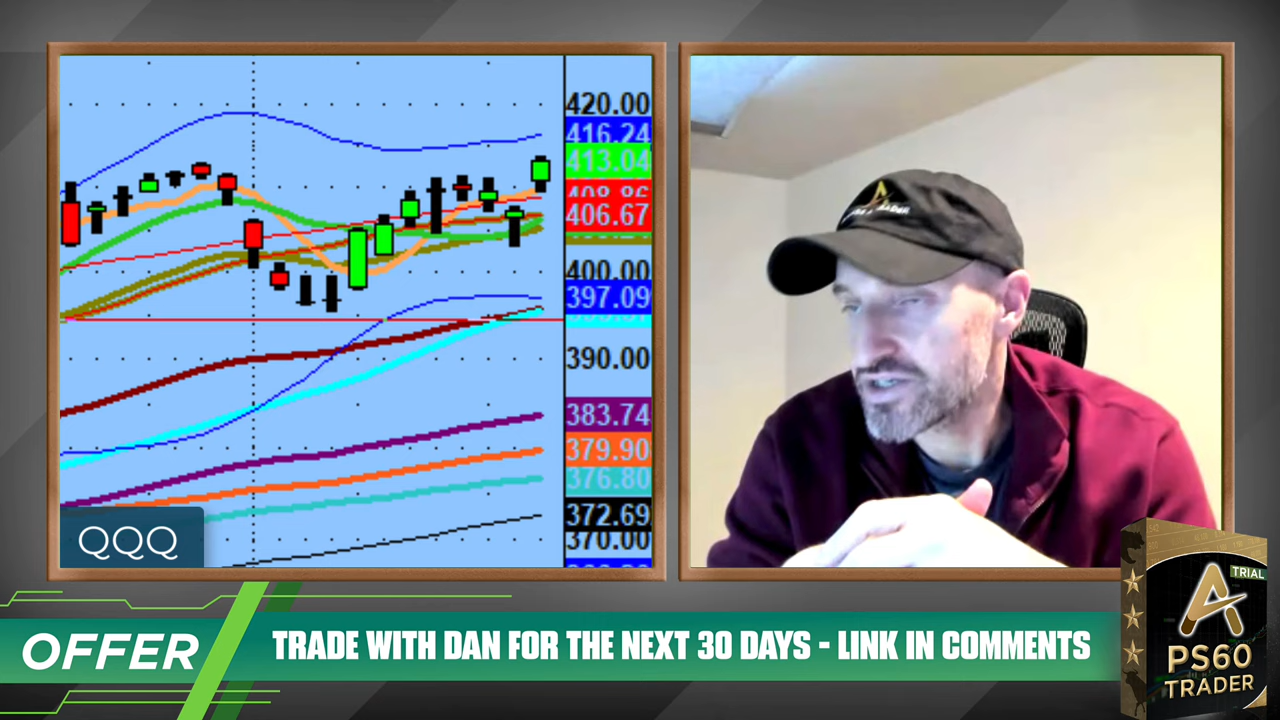 420.00
416.24
413.04
408.86
406.67
400.00
397.09
390.00
383.74
379.90
376.80
372.69
370.00
QQQ
OFFER
TRADE WITH DAN FOR THE NEXT 30 DAYS - LINK IN COMMENTS
TRIAL
PS60
TRADER